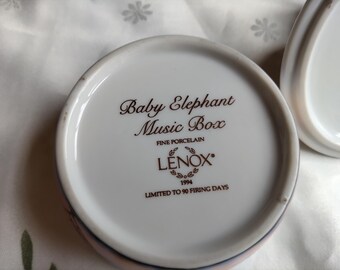 Baby Elephant
Music Box
FINE PORCELAIN
LENOX®
1994
LIMITED TO 90 FIRING DAYS